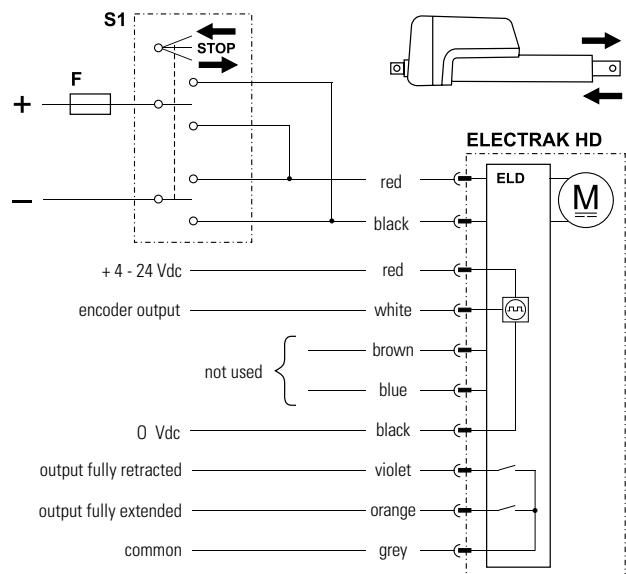 S1
STOP
F
+
–
ELECTRAK HD
ELD
M
red
black
+ 4 - 24 Vdc red
encoder output white
not used
brown
blue
0 Vdc black
output fully retracted violet
output fully extended orange
common grey